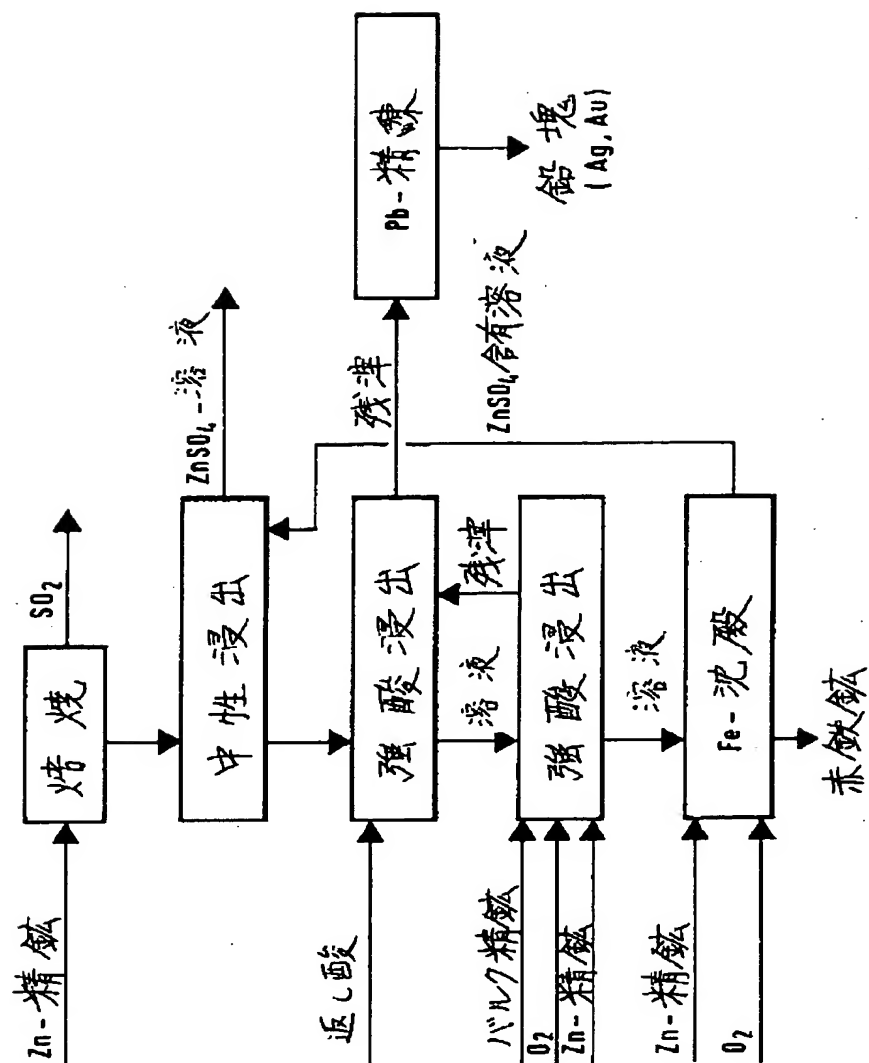 Zn-精鉱
焙焼
SO2
中性浸出
ZnSO4-溶液
返し酸
強酸浸出
残渣
Pb-精錬
鉛塊
(Ag, Au)
溶液
残渣
バルク精鉱
O2
Zn-精鉱
強酸浸出
溶液
ZnSO4含有溶液
Zn-精鉱
O2
Fe-沈殿
赤鉄鉱